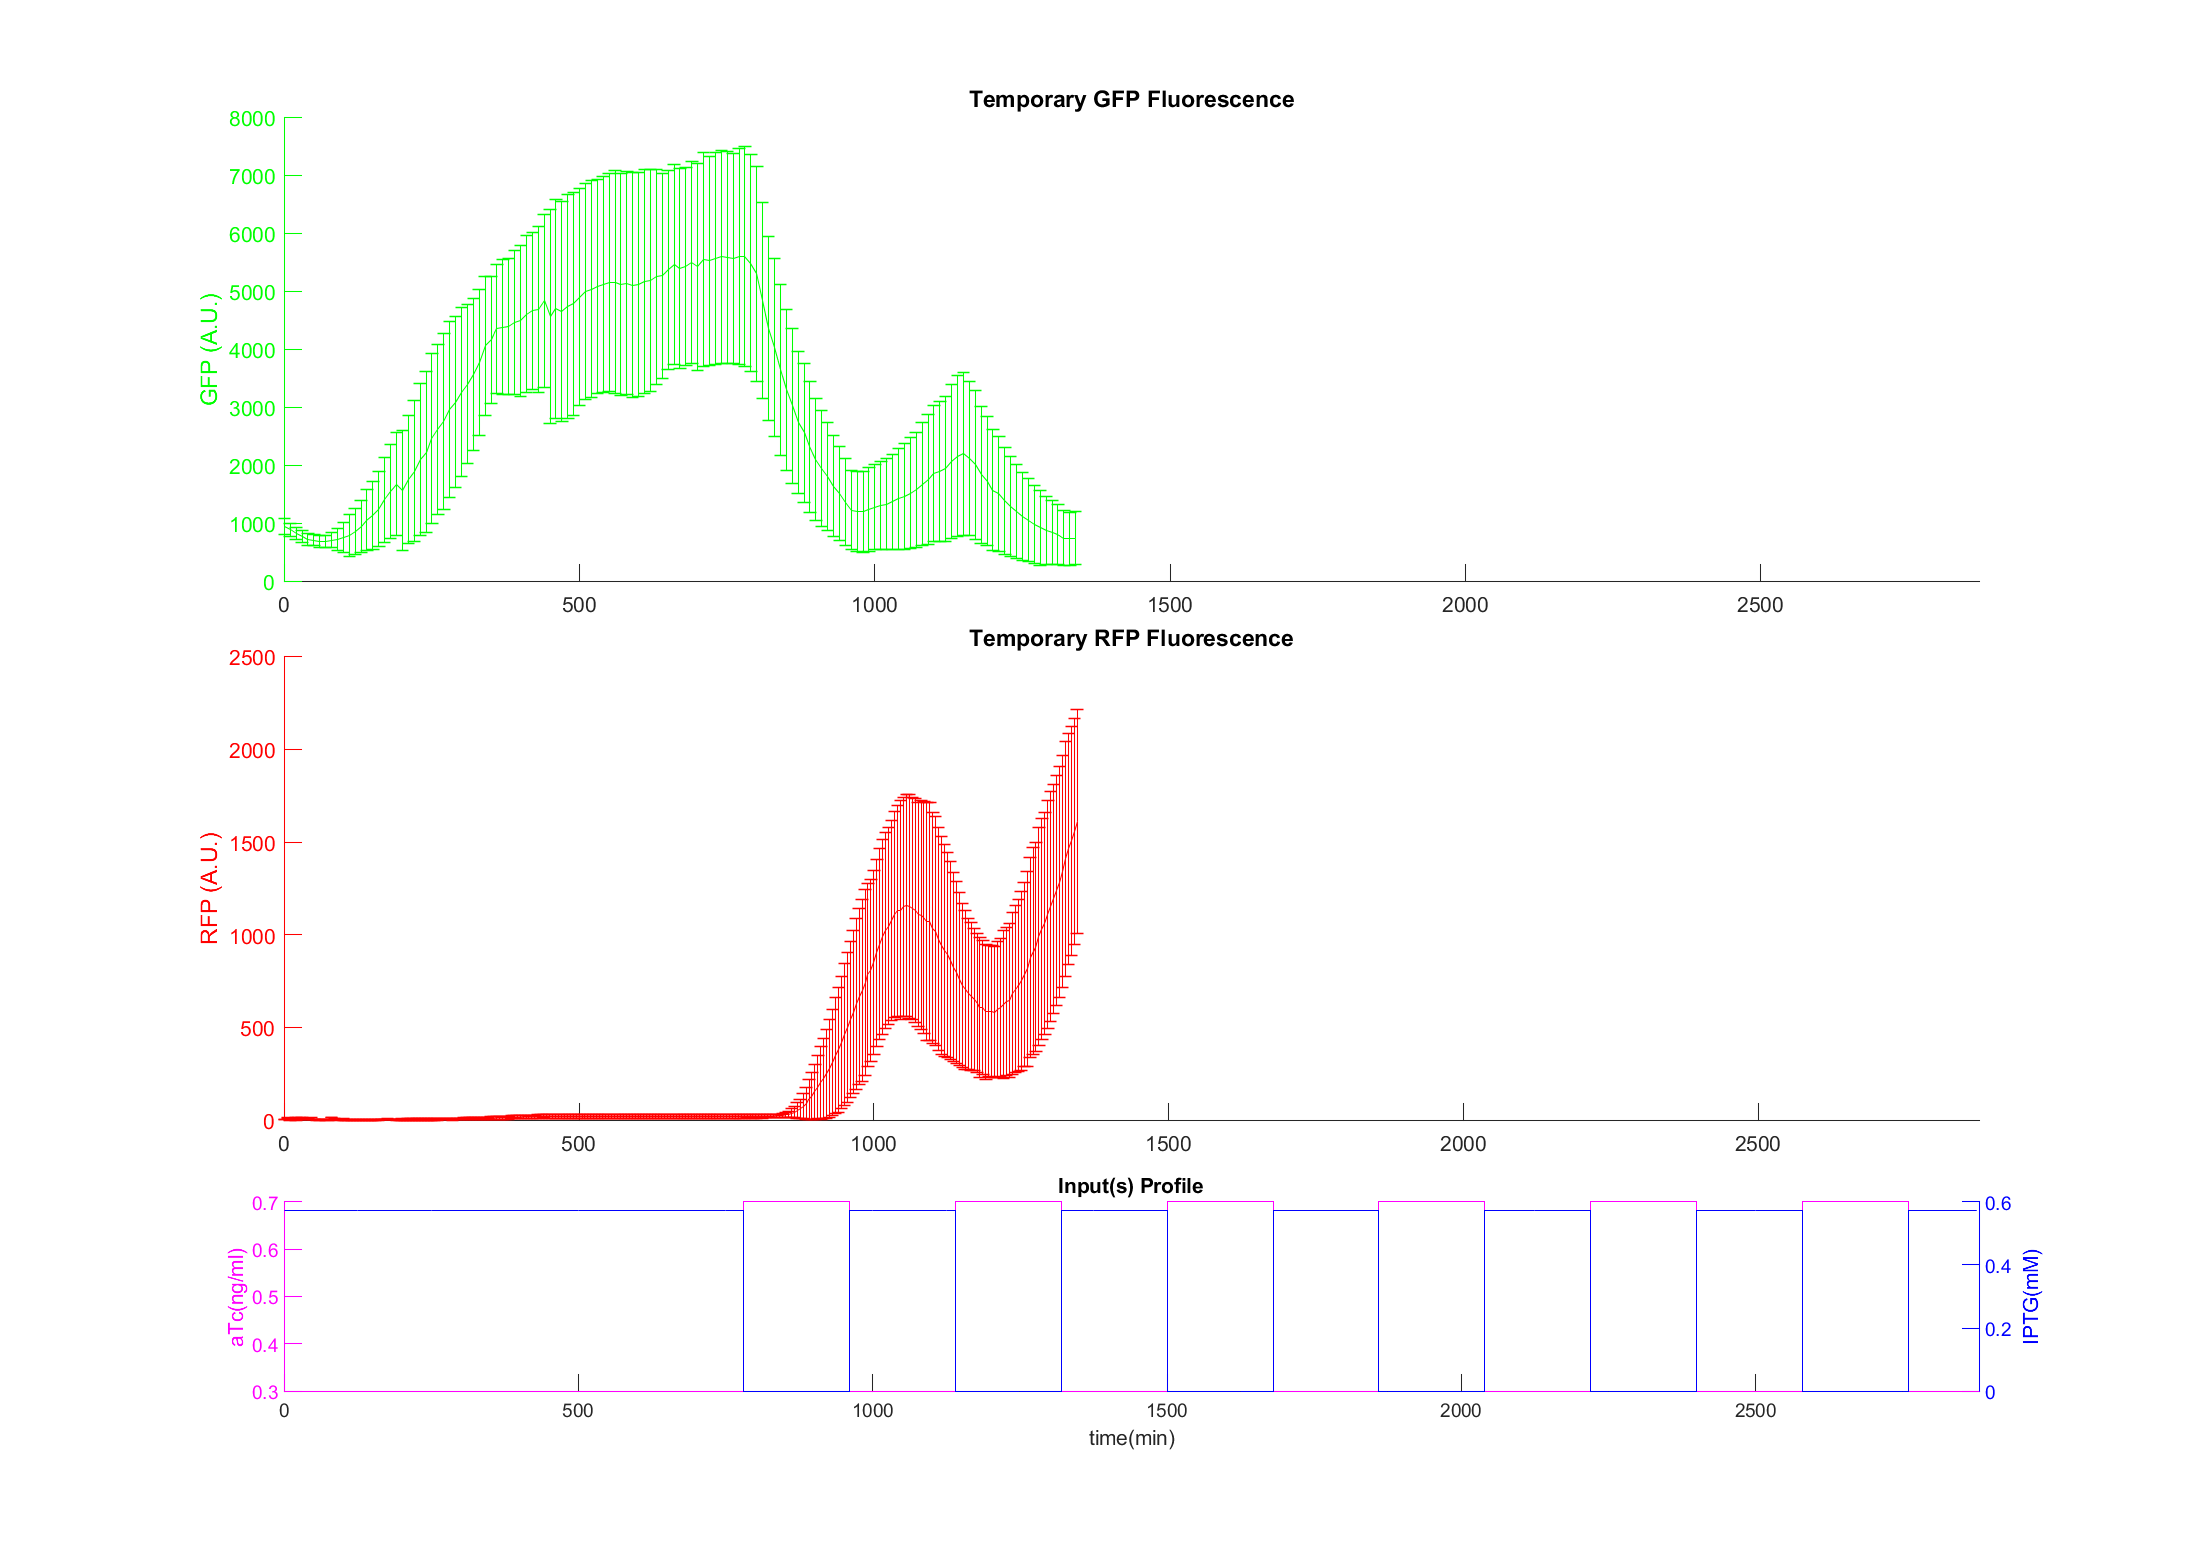 Temporary GFP Fluorescence
8000
7000
6000
5000
4000
3000
2000
1000
0
GFP (A.U.)
0 500 1000 1500 2000 2500
Temporary RFP Fluorescence
2500
2000
1500
1000
500
0
RFP (A.U.)
0 500 1000 1500 2000 2500
Input(s) Profile
0.7
0.6
0.5
0.4
0.3
aTc(ng/ml)
0.6
0.4
0.2
0
IPTG(mM)
0 500 1000 1500 2000 2500
time(min)